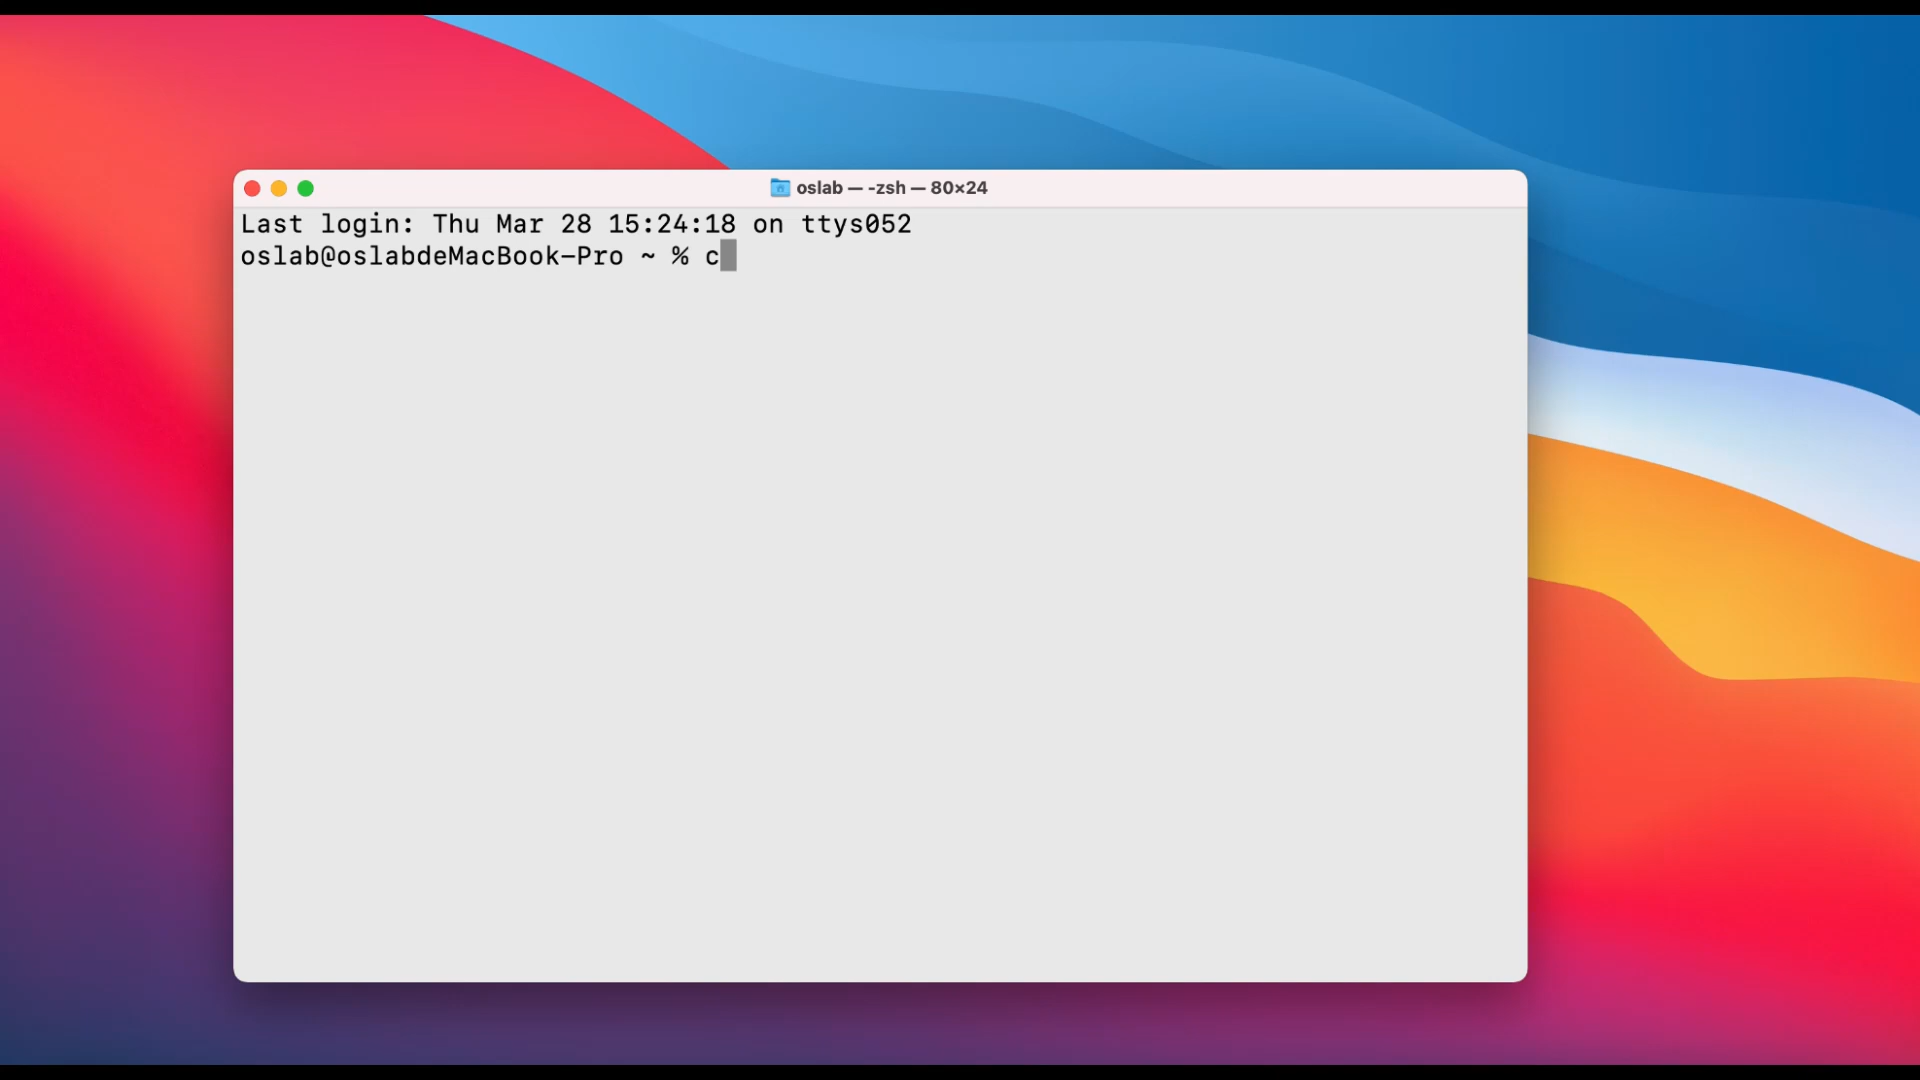 oslab — -zsh — 80×24
Last login: Thu Mar 28 15:24:18 on ttys052
oslab@oslabdeMacBook-Pro ~ % c